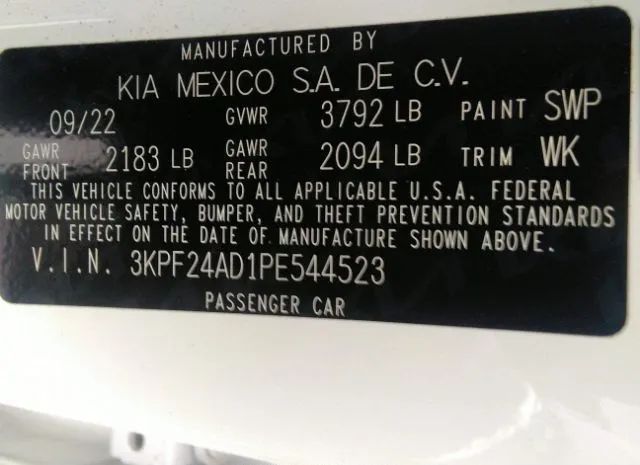 MANUFACTURED BY
KIA MEXICO S.A. DE C.V.
09/22 GVWR 3792 LB PAINT SWP
GAWR FRONT 2183 LB GAWR REAR 2094 LB TRIM WK
THIS VEHICLE CONFORMS TO ALL APPLICABLE U.S.A. FEDERAL
MOTOR VEHICLE SAFETY, BUMPER, AND THEFT PREVENTION STANDARDS
IN EFFECT ON THE DATE OF MANUFACTURE SHOWN ABOVE.
V.I.N. 3KPF24AD1PE544523
PASSENGER CAR